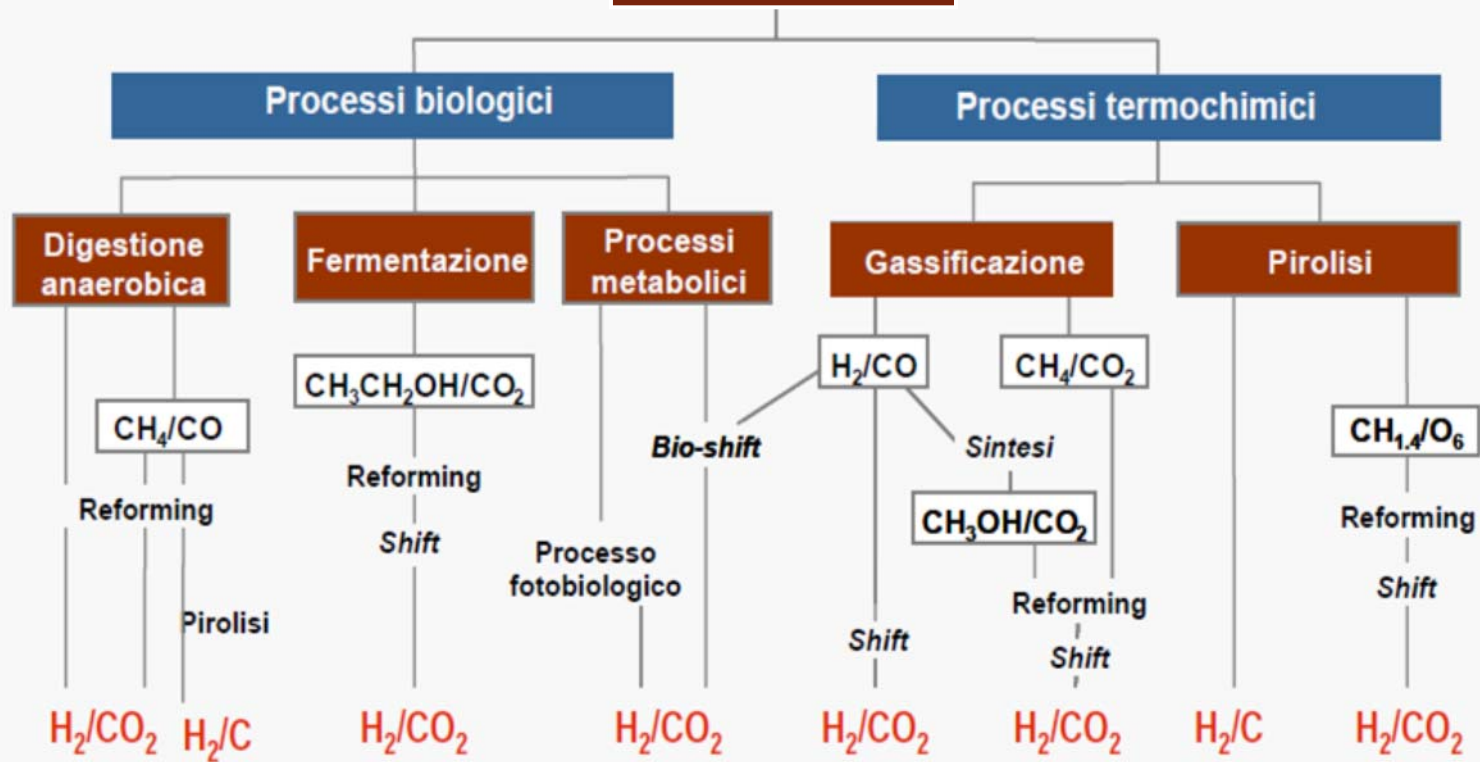 Processi biologici
Processi termochimici
Digestione
anaerobica
Fermentazione
Processi
metabolici
Gassificazione
Pirolisi
H₂/CO
CH₄/CO₂
CH₃CH₂OH/CO₂
CH₄/CO
CH₁.₄/O₆
Bio-shift
Sintesi
Reforming
Reforming
CH₃OH/CO₂
Reforming
Shift
Processo
fotobiologico
Shift
Reforming
Pirolisi
Shift
Shift
H₂/CO₂
H₂/C
H₂/CO₂
H₂/CO₂
H₂/CO₂
H₂/CO₂
H₂/C
H₂/CO₂